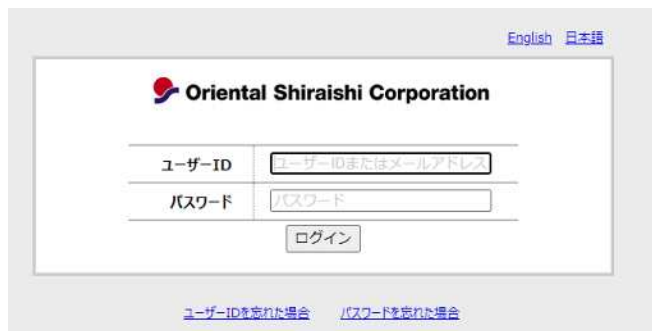 English 日本語
Oriental Shiraishi Corporation
ユーザーID ユーザーIDまたはメールアドレス
パスワード パスワード
ログイン
ユーザーIDを忘れた場合 パスワードを忘れた場合